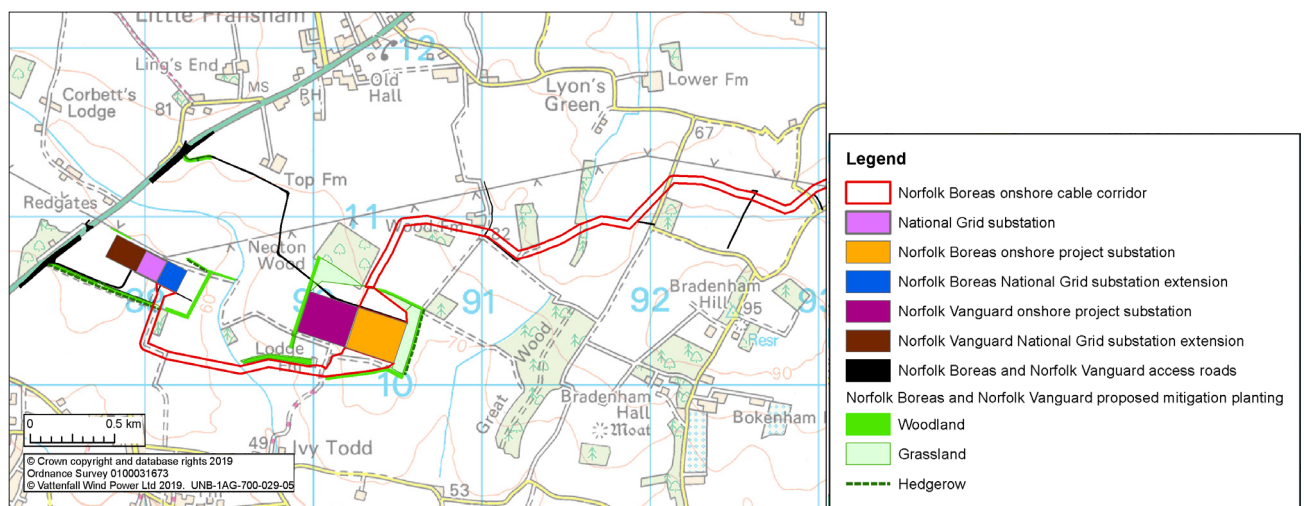 Little Fransham
12
Ling's End
MS
PH
Old
Hall
Corbett's
Lodge
81
Lyon's
Green
Lower Fm
67
Top Fm
Redgates
11
Wood Fm
82
Necton
Wood
60
91
92
Bradenham
Hill
95
Resr
70
90
Lodge
10
Great Wood
Bradenham
Hall
Moat
49
Ivy Todd
53
0 0.5 km
© Crown copyright and database rights 2019
Ordnance Survey 0100031673
© Vattenfall Wind Power Ltd 2019. UNB-1AG-700-029-05
Legend
Norfolk Boreas onshore cable corridor
National Grid substation
Norfolk Boreas onshore project substation
Norfolk Boreas National Grid substation extension
Norfolk Vanguard onshore project substation
Norfolk Vanguard National Grid substation extension
Norfolk Boreas and Norfolk Vanguard access roads
Norfolk Boreas and Norfolk Vanguard proposed mitigation planting
Woodland
Grassland
Hedgerow